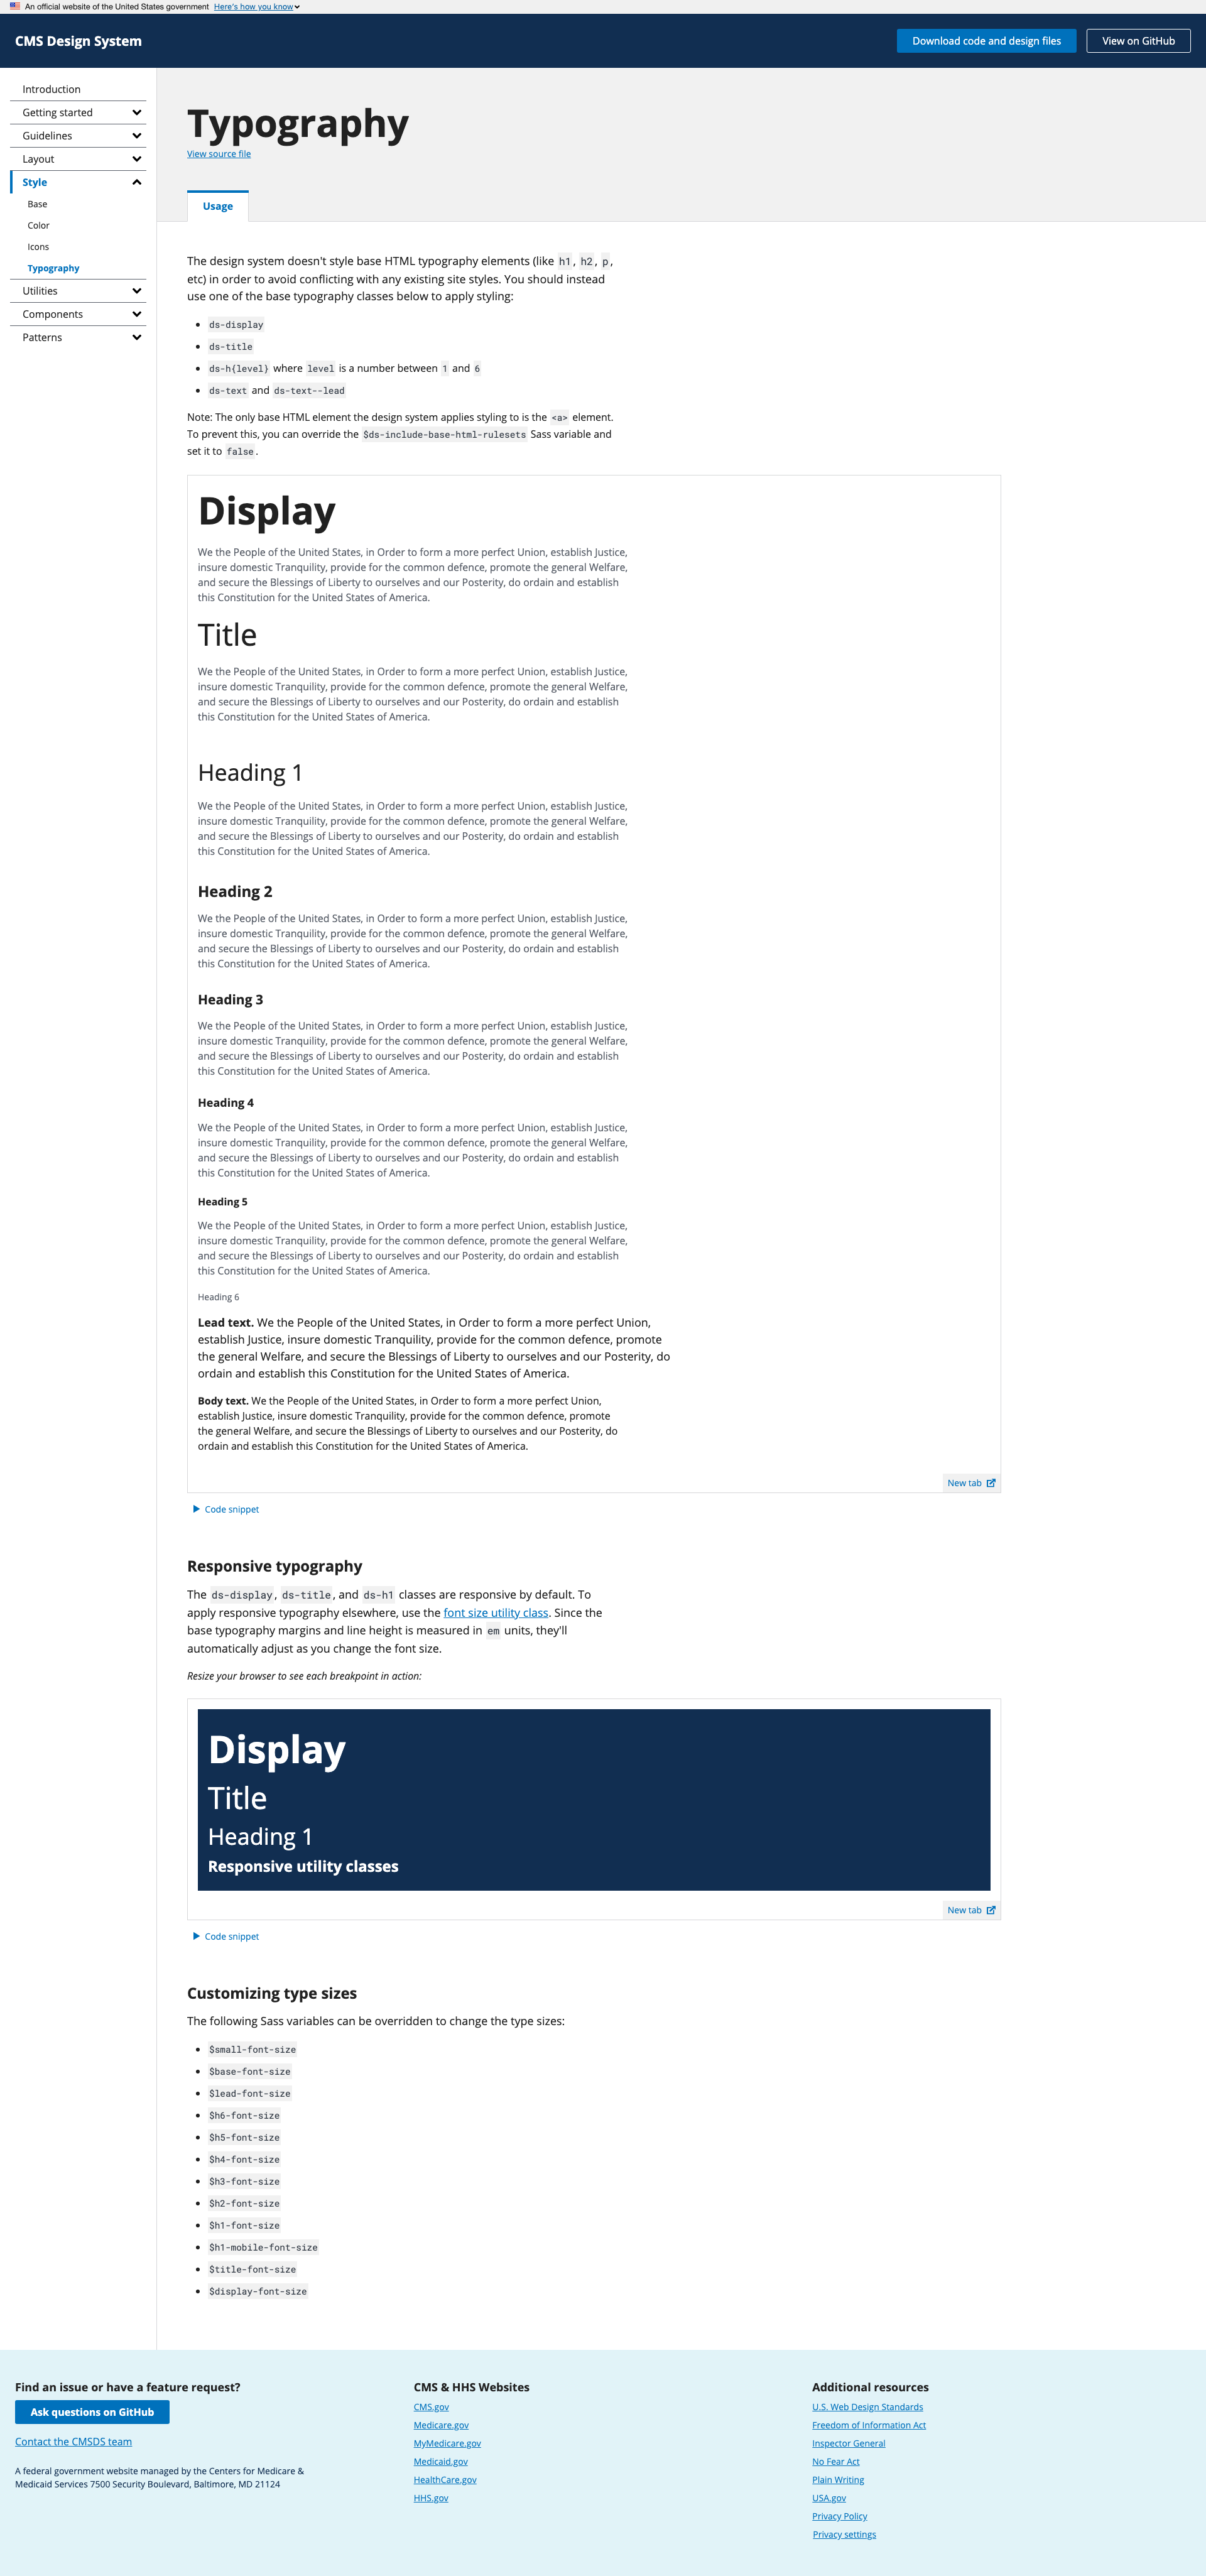 An official website of the United States government Here's how you know
CMS Design System
Download code and design files
View on GitHub
Introduction
Getting started
Guidelines
Layout
Style
Base
Color
Icons
Typography
Utilities
Components
Patterns
Typography
View source file
Usage
The design system doesn't style base HTML typography elements (like h1, h2, p,
etc) in order to avoid conflicting with any existing site styles. You should instead
use one of the base typography classes below to apply styling:
ds-display
ds-title
ds-h{level} where level is a number between 1 and 6
ds-text and ds-text--lead
Note: The only base HTML element the design system applies styling to is the <a> element.
To prevent this, you can override the $ds-include-base-html-rulesets Sass variable and
set it to false.
Display
We the People of the United States, in Order to form a more perfect Union, establish Justice,
insure domestic Tranquility, provide for the common defence, promote the general Welfare,
and secure the Blessings of Liberty to ourselves and our Posterity, do ordain and establish
this Constitution for the United States of America.
Title
We the People of the United States, in Order to form a more perfect Union, establish Justice,
insure domestic Tranquility, provide for the common defence, promote the general Welfare,
and secure the Blessings of Liberty to ourselves and our Posterity, do ordain and establish
this Constitution for the United States of America.
Heading 1
We the People of the United States, in Order to form a more perfect Union, establish Justice,
insure domestic Tranquility, provide for the common defence, promote the general Welfare,
and secure the Blessings of Liberty to ourselves and our Posterity, do ordain and establish
this Constitution for the United States of America.
Heading 2
We the People of the United States, in Order to form a more perfect Union, establish Justice,
insure domestic Tranquility, provide for the common defence, promote the general Welfare,
and secure the Blessings of Liberty to ourselves and our Posterity, do ordain and establish
this Constitution for the United States of America.
Heading 3
We the People of the United States, in Order to form a more perfect Union, establish Justice,
insure domestic Tranquility, provide for the common defence, promote the general Welfare,
and secure the Blessings of Liberty to ourselves and our Posterity, do ordain and establish
this Constitution for the United States of America.
Heading 4
We the People of the United States, in Order to form a more perfect Union, establish Justice,
insure domestic Tranquility, provide for the common defence, promote the general Welfare,
and secure the Blessings of Liberty to ourselves and our Posterity, do ordain and establish
this Constitution for the United States of America.
Heading 5
We the People of the United States, in Order to form a more perfect Union, establish Justice,
insure domestic Tranquility, provide for the common defence, promote the general Welfare,
and secure the Blessings of Liberty to ourselves and our Posterity, do ordain and establish
this Constitution for the United States of America.
Heading 6
Lead text. We the People of the United States, in Order to form a more perfect Union,
establish Justice, insure domestic Tranquility, provide for the common defence, promote
the general Welfare, and secure the Blessings of Liberty to ourselves and our Posterity, do
ordain and establish this Constitution for the United States of America.
Body text. We the People of the United States, in Order to form a more perfect Union,
establish Justice, insure domestic Tranquility, provide for the common defence, promote
the general Welfare, and secure the Blessings of Liberty to ourselves and our Posterity, do
ordain and establish this Constitution for the United States of America.
New tab
Code snippet
Responsive typography
The ds-display, ds-title, and ds-h1 classes are responsive by default. To
apply responsive typography elsewhere, use the font size utility class. Since the
base typography margins and line height is measured in em units, they'll
automatically adjust as you change the font size.
Resize your browser to see each breakpoint in action:
Display
Title
Heading 1
Responsive utility classes
New tab
Code snippet
Customizing type sizes
The following Sass variables can be overridden to change the type sizes:
$small-font-size
$base-font-size
$lead-font-size
$h6-font-size
$h5-font-size
$h4-font-size
$h3-font-size
$h2-font-size
$h1-font-size
$h1-mobile-font-size
$title-font-size
$display-font-size
Find an issue or have a feature request?
Ask questions on GitHub
Contact the CMSDS team
A federal government website managed by the Centers for Medicare &
Medicaid Services 7500 Security Boulevard, Baltimore, MD 21124
CMS & HHS Websites
CMS.gov
Medicare.gov
MyMedicare.gov
Medicaid.gov
HealthCare.gov
HHS.gov
Additional resources
U.S. Web Design Standards
Freedom of Information Act
Inspector General
No Fear Act
Plain Writing
USA.gov
Privacy Policy
Privacy settings